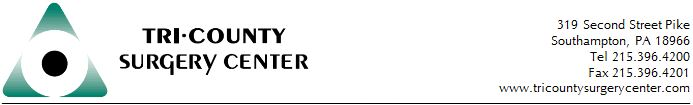 TRI·COUNTY
SURGERY CENTER
319 Second Street Pike
Southampton, PA 18966
Tel 215.396.4200
Fax 215.396.4201
www.tricountysurgerycenter.com